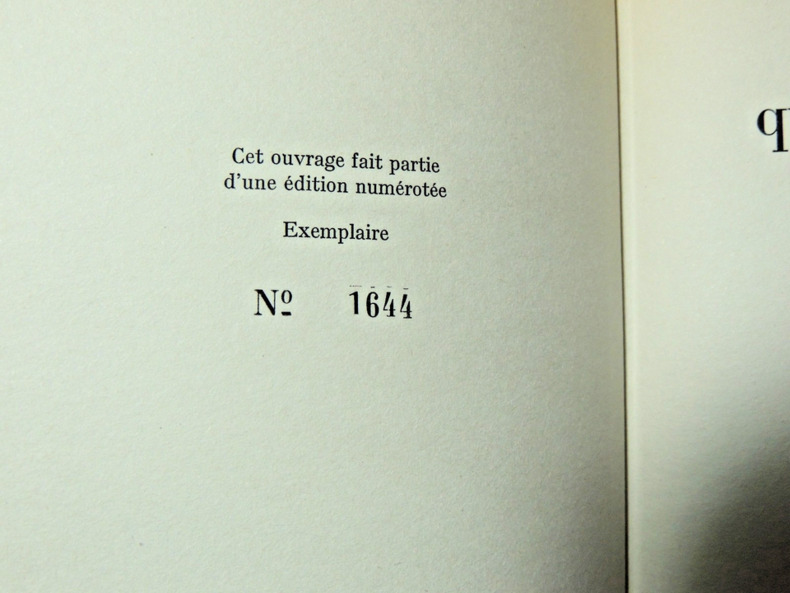 Cet ouvrage fait partie
d'une édition numérotée
Exemplaire
Nº 1644